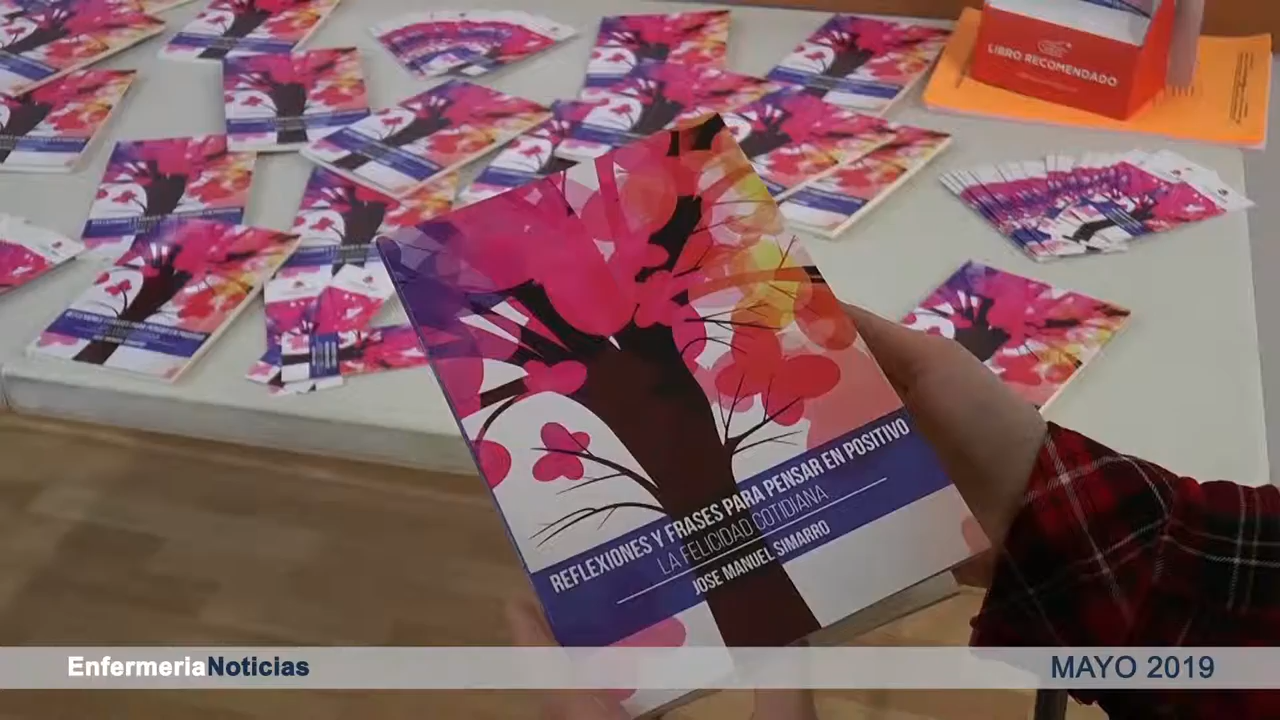 LIBRO RECOMENDADO
REFLEXIONES Y FRASES PARA PENSAR EN POSITIVO
LA FELICIDAD COTIDIANA
JOSE MANUEL SIMARRO
EnfermeriaNoticias
MAYO 2019